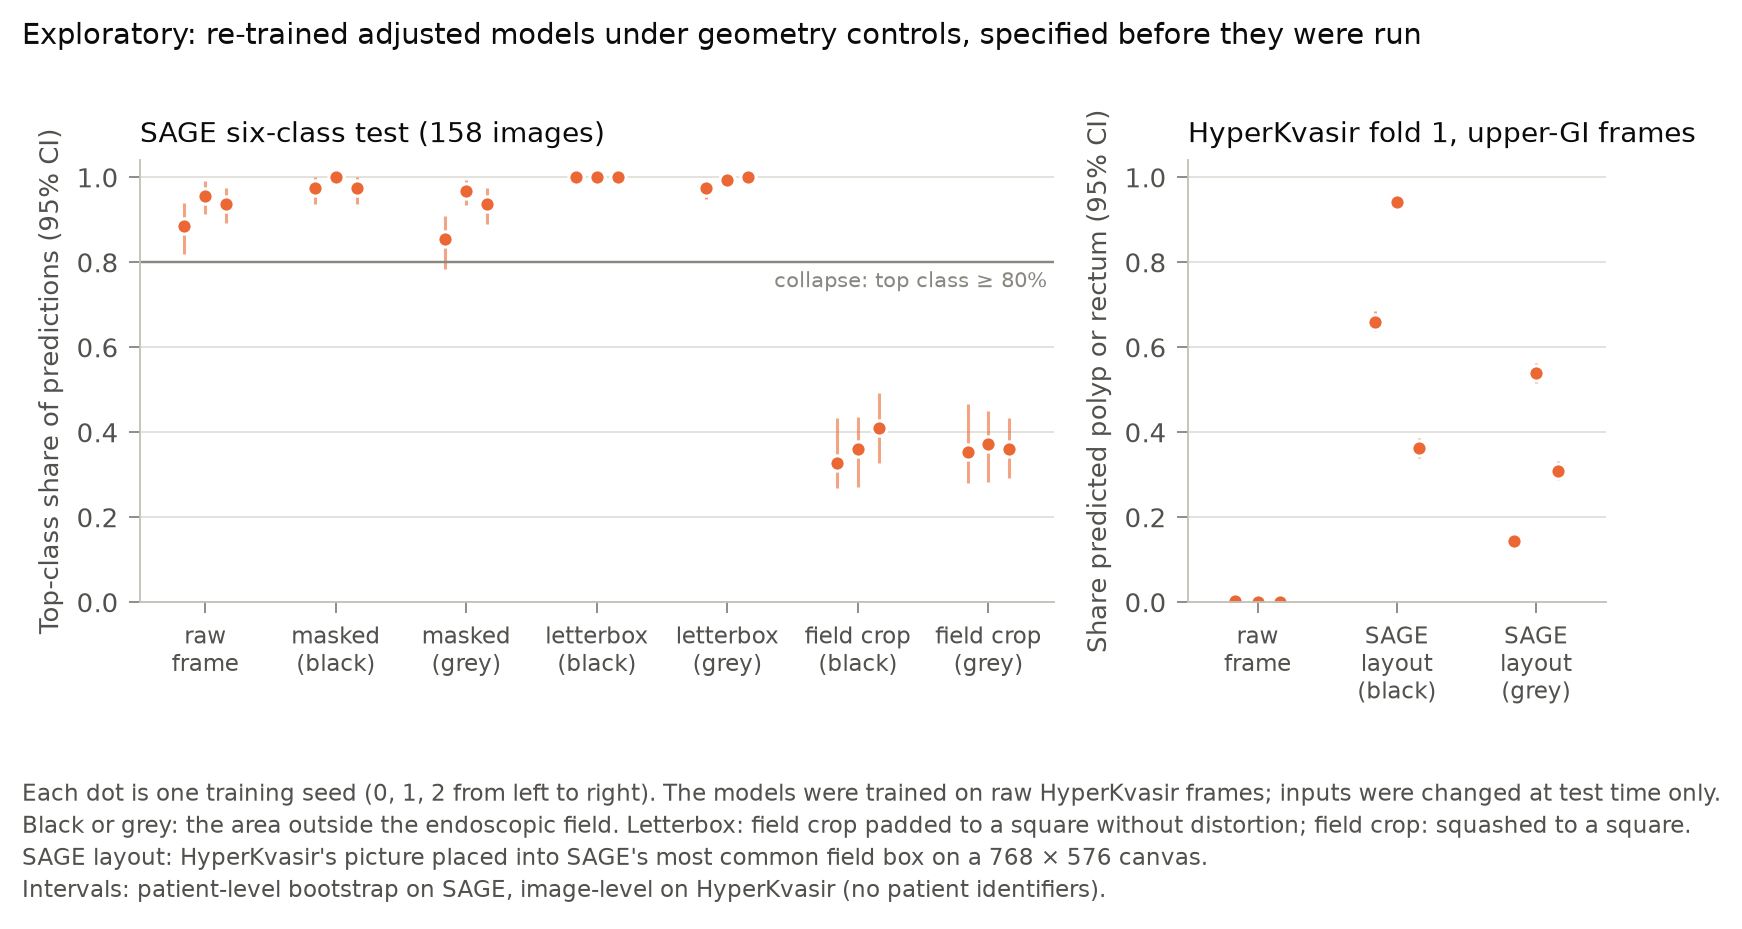 Exploratory: re-trained adjusted models under geometry controls, specified before they were run
SAGE six-class test (158 images)
Top-class share of predictions (95% CI)
1.0
0.8
0.6
0.4
0.2
0.0
collapse: top class ≥ 80%
raw
frame
masked
(black)
masked
(grey)
letterbox
(black)
letterbox
(grey)
field crop
(black)
field crop
(grey)
HyperKvasir fold 1, upper-GI frames
Share predicted polyp or rectum (95% CI)
1.0
0.8
0.6
0.4
0.2
0.0
raw
frame
SAGE
layout
(black)
SAGE
layout
(grey)
Each dot is one training seed (0, 1, 2 from left to right). The models were trained on raw HyperKvasir frames; inputs were changed at test time only.
Black or grey: the area outside the endoscopic field. Letterbox: field crop padded to a square without distortion; field crop: squashed to a square.
SAGE layout: HyperKvasir's picture placed into SAGE's most common field box on a 768 × 576 canvas.
Intervals: patient-level bootstrap on SAGE, image-level on HyperKvasir (no patient identifiers).